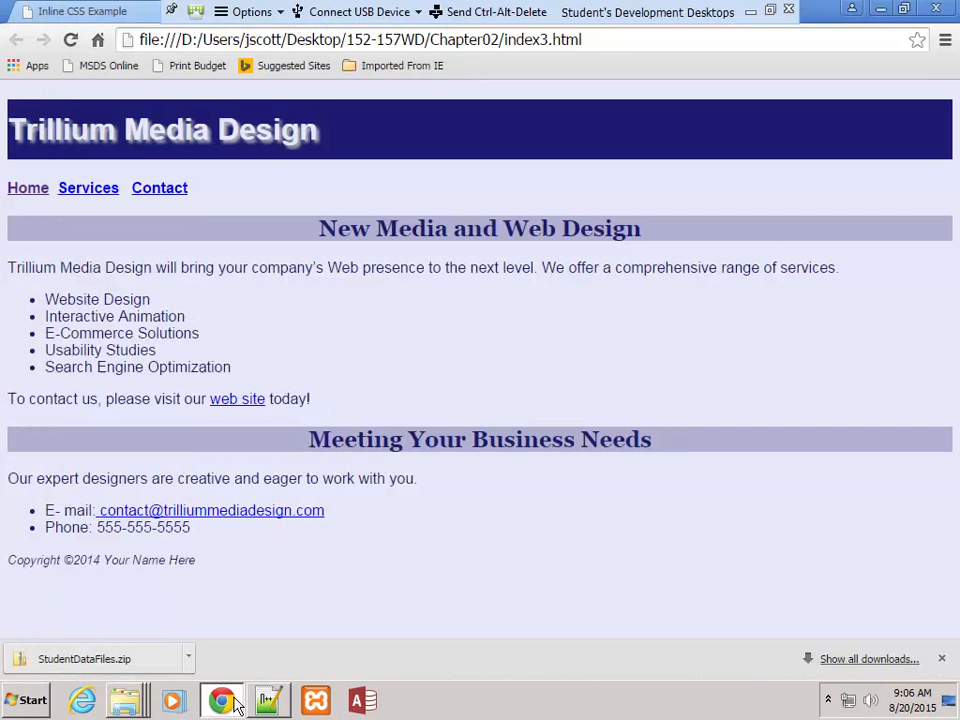 Inline CSS Example Options Connect USB Device Send Ctrl-Alt-Delete Student's Development Desktops
file:///D:/Users/jscott/Desktop/152-157WD/Chapter02/index3.html
Apps MSDS Online Print Budget Suggested Sites Imported From IE
Trillium Media Design
Home Services Contact
New Media and Web Design
Trillium Media Design will bring your company's Web presence to the next level. We offer a comprehensive range of services.
• Website Design
• Interactive Animation
• E-Commerce Solutions
• Usability Studies
• Search Engine Optimization
To contact us, please visit our web site today!
Meeting Your Business Needs
Our expert designers are creative and eager to work with you.
• E- mail: contact@trilliummediadesign.com
• Phone: 555-555-5555
Copyright ©2014 Your Name Here
StudentDataFiles.zip Show all downloads...
Start 9:06 AM
8/20/2015